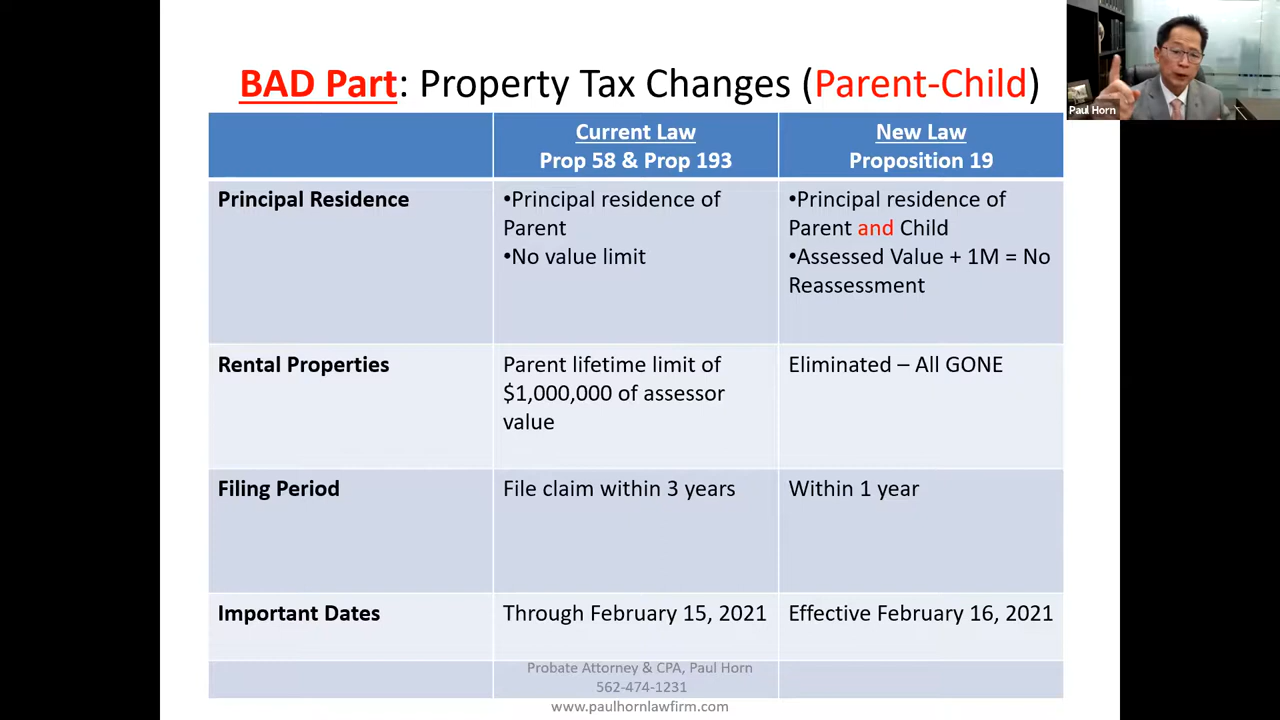 BAD Part: Property Tax Changes (Parent-Child)
Paul Horn
Current Law
Prop 58 & Prop 193
New Law
Proposition 19
Principal Residence
•Principal residence of
Parent
•No value limit
•Principal residence of
Parent and Child
•Assessed Value + 1M = No
Reassessment
Rental Properties
Parent lifetime limit of
$1,000,000 of assessor
value
Eliminated – All GONE
Filing Period
File claim within 3 years
Within 1 year
Important Dates
Through February 15, 2021
Effective February 16, 2021
Probate Attorney & CPA, Paul Horn
562-474-1231
www.paulhornlawfirm.com